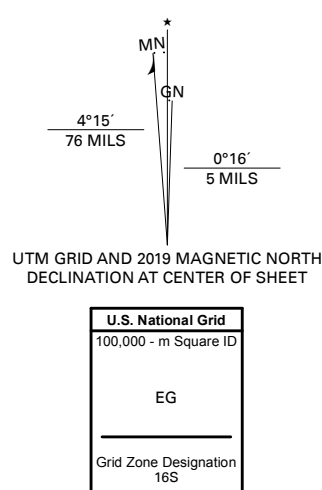 ★
MN
GN
4°15´
76 MILS
0°16´
5 MILS
UTM GRID AND 2019 MAGNETIC NORTH
DECLINATION AT CENTER OF SHEET
U.S. National Grid
100,000 - m Square ID
EG
Grid Zone Designation
16S